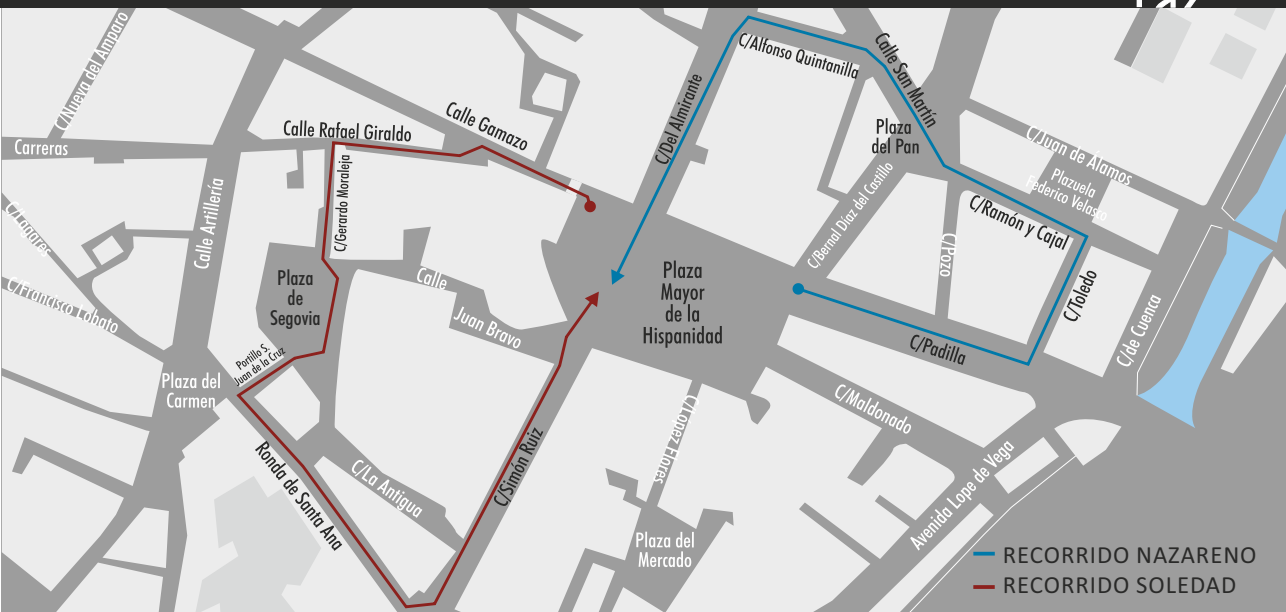 C/Nueva del Amparo
C/Alfonso Quintanilla
Calle San Martín
C/Del Almirante
Calle Gamazo
Calle Rafael Giraldo
Carreras
C/Gerardo Moraleja
Plaza
del Pan
C/Juan de Álamos
Plazuela
Federico Velasco
C/Ramón y Cajal
C/Bernal Díaz del Castillo
C/Pozo
C/Toledo
C/de Cuenca
Calle Artillería
C/Lagares
C/Francisco Lobato
Plaza
de
Segovia
Calle
Juan Bravo
Plaza
Mayor
de la
Hispanidad
C/Padilla
Portillo S.
Juan de la Cruz
Plaza del
Carmen
C/Maldonado
C/Lopez Flores
C/Simón Ruiz
C/La Antigua
Ronda de Santa Ana
Avenida Lope de Vega
Plaza del
Mercado
RECORRIDO NAZARENO
RECORRIDO SOLEDAD